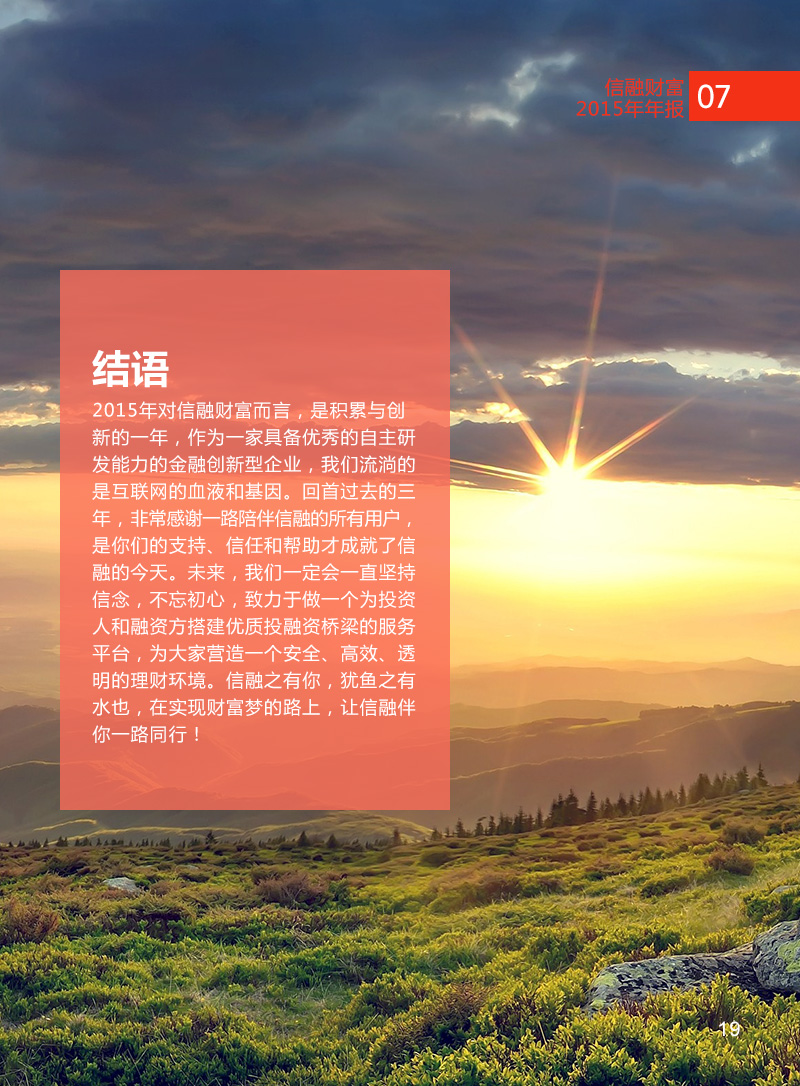 信融财富
2015年年报
07
结语
2015年对信融财富而言，是积累与创
新的一年，作为一家具备优秀的自主研
发能力的金融创新型企业，我们流淌的
是互联网的血液和基因。回首过去的三
年，非常感谢一路陪伴信融的所有用户，
是你们的支持、信任和帮助才成就了信
融的今天。未来，我们一定会一直坚持
信念，不忘初心，致力于做一个为投资
人和融资方搭建优质投融资桥梁的服务
平台，为大家营造一个安全、高效、透
明的理财环境。信融之有你，犹鱼之有
水也，在实现财富梦的路上，让信融伴
你一路同行！
19